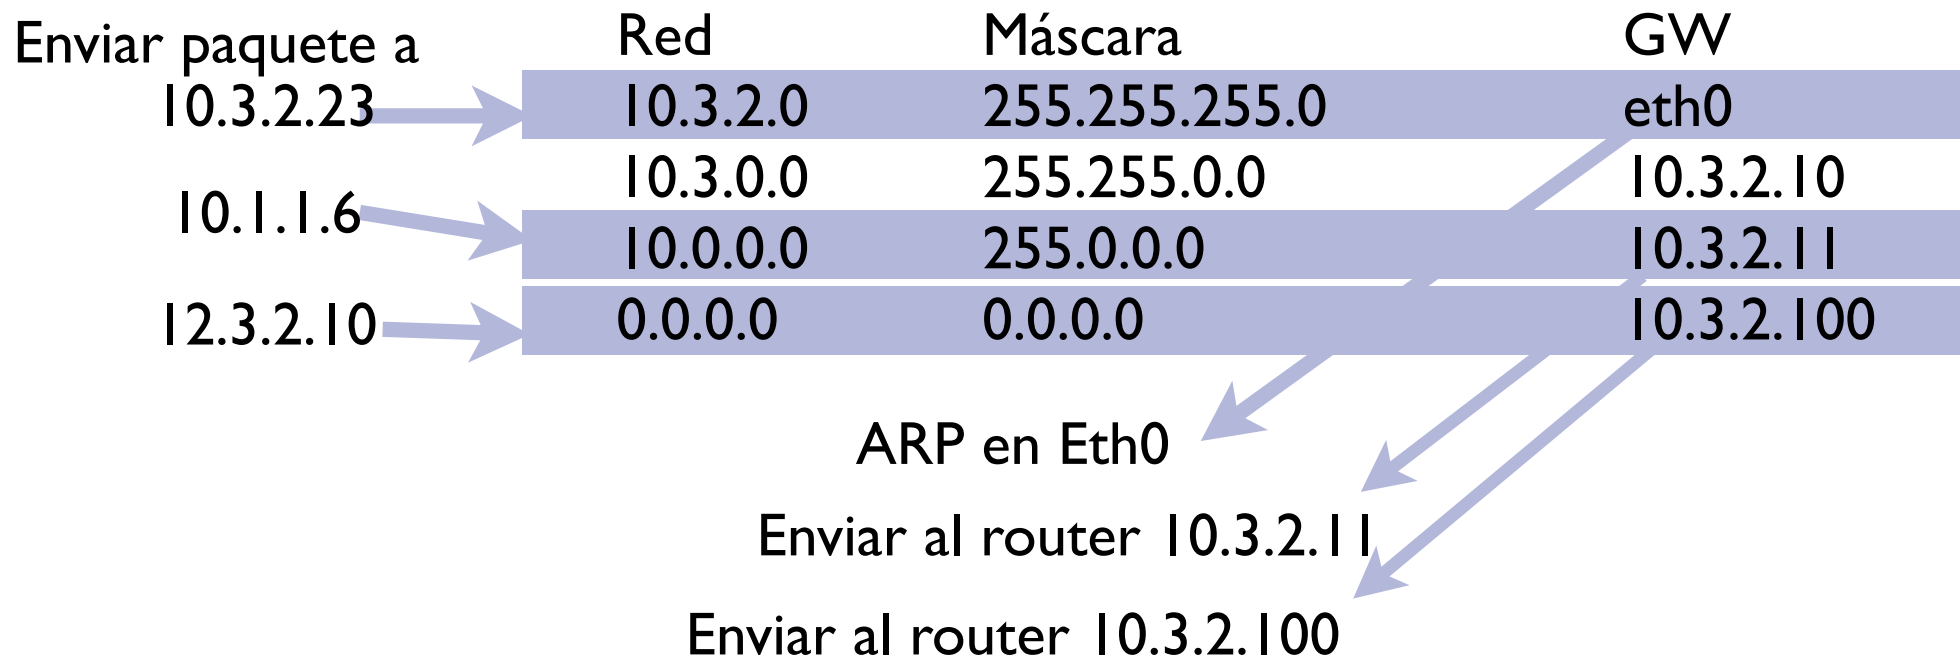 Enviar paquete a
Red Máscara GW
10.3.2.23 10.3.2.0 255.255.255.0 eth0
10.3.0.0 255.255.0.0 10.3.2.10
10.1.1.6 10.0.0.0 255.0.0.0 10.3.2.11
12.3.2.10 0.0.0.0 0.0.0.0 10.3.2.100
ARP en Eth0
Enviar al router 10.3.2.11
Enviar al router 10.3.2.100